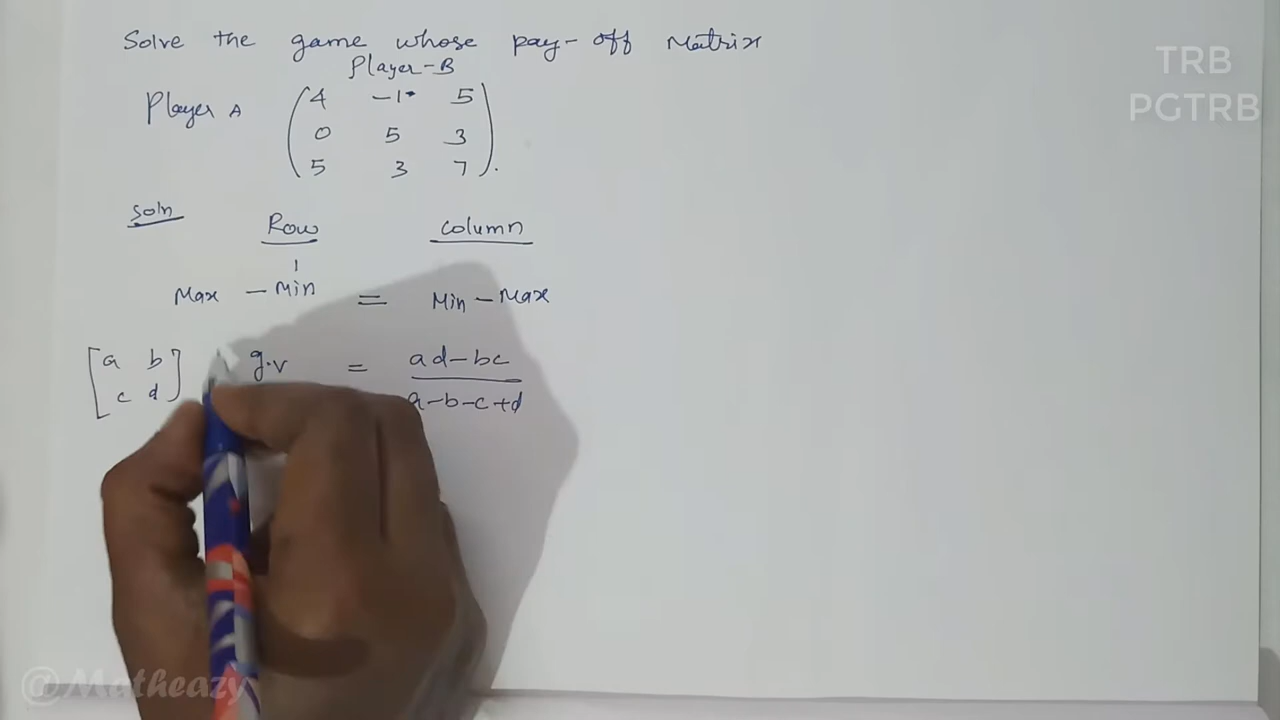 Solve the game whose pay-off Matrix
TRB
PGTRB
Player-B
Player A
4 -1 5
0 5 3
5 3 7.
Soln
Row column
Max - Min = Min - Max
[a b g.v = ad-bc
c d] a-b-c+d
@Matheazy